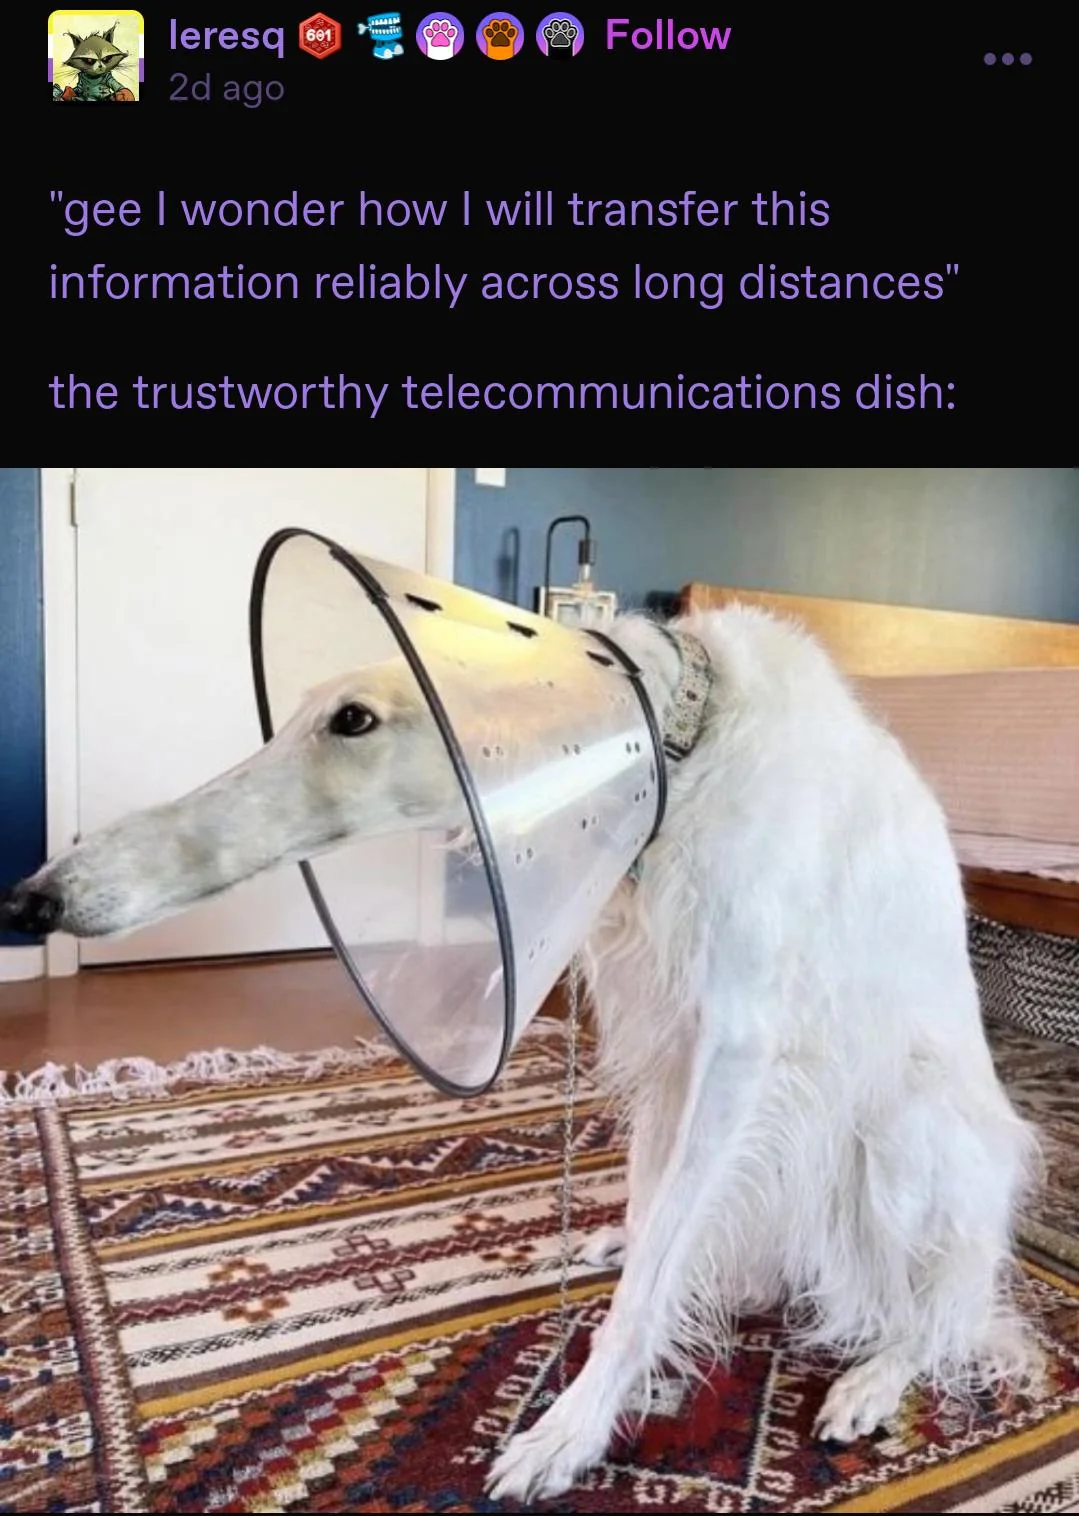 leresq 601 Follow
2d ago
"gee I wonder how I will transfer this
information reliably across long distances"
the trustworthy telecommunications dish: